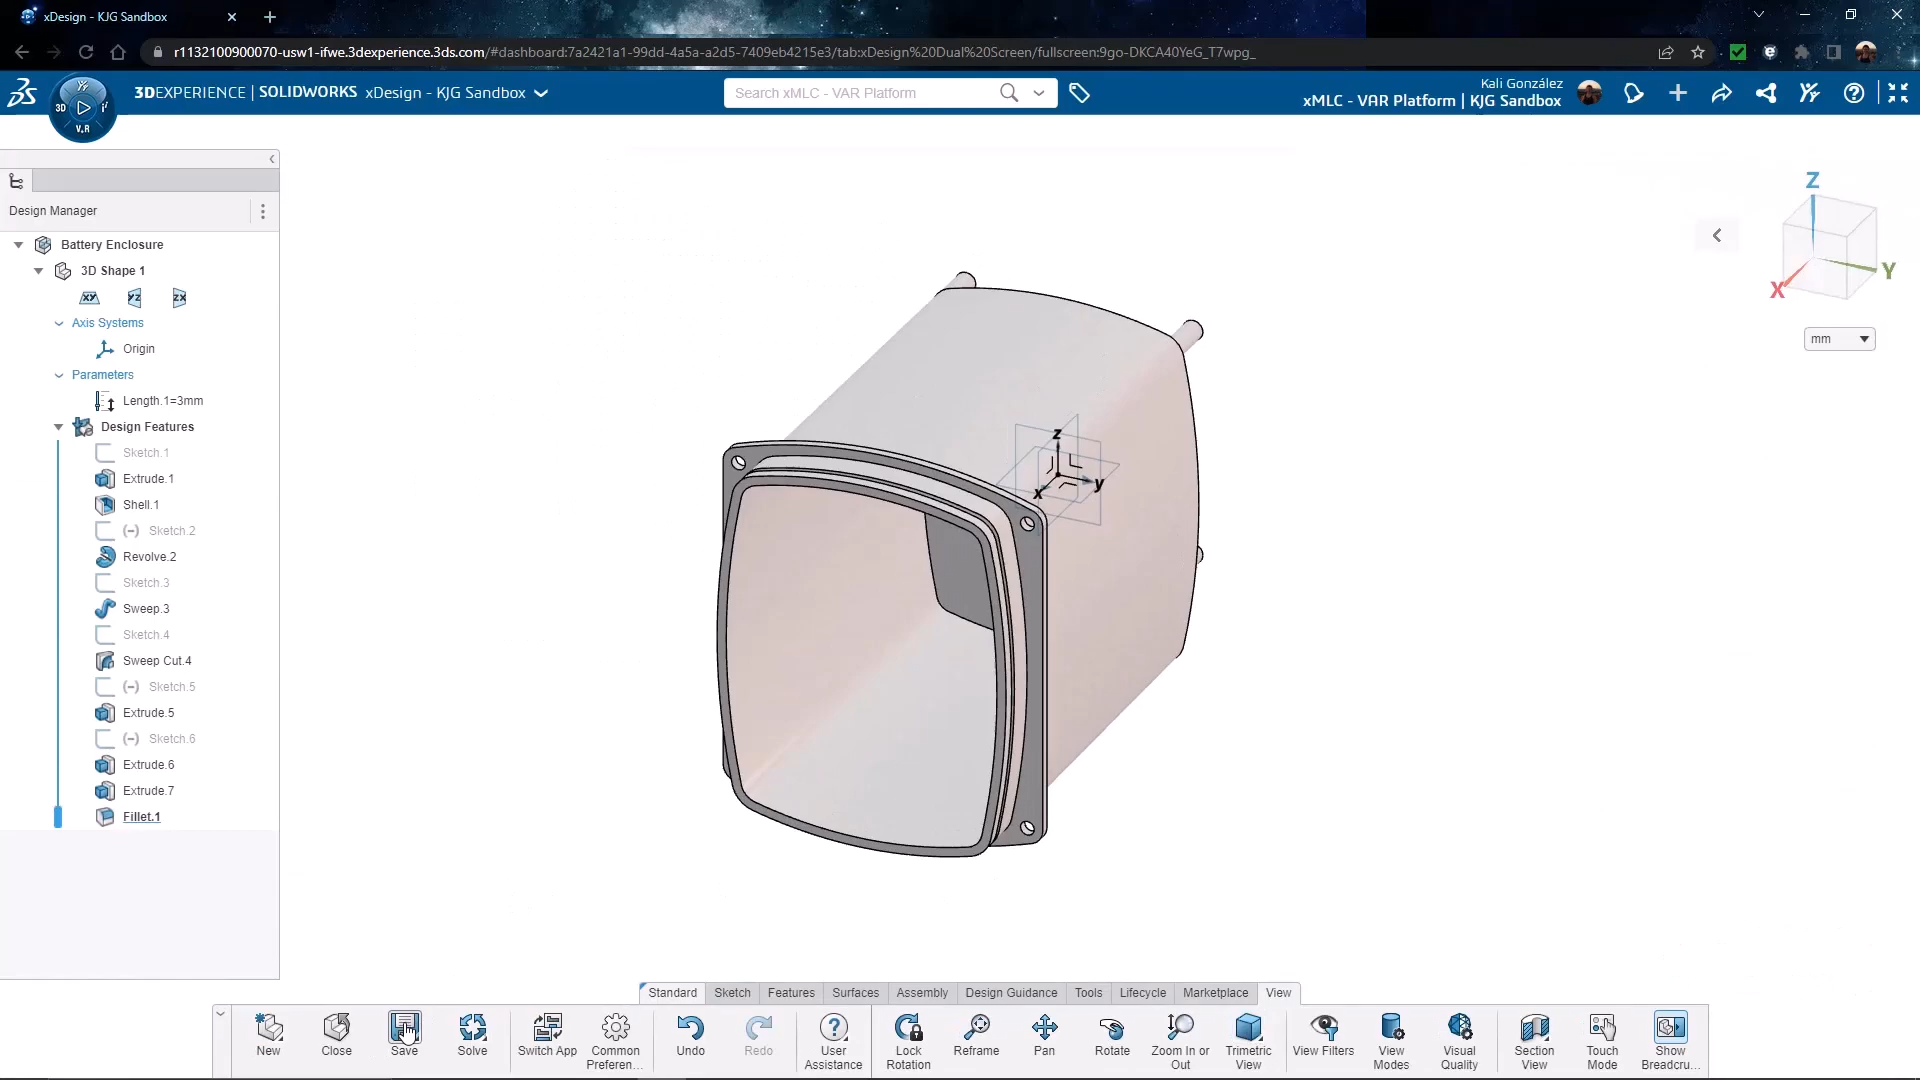 xDesign - KJG Sandbox
r1132100900070-usw1-ifwe.3dexperience.3ds.com/#dashboard:7a2421a1-99dd-4a5a-a2d5-7409eb4215e3/tab:xDesign%20Dual%20Screen/fullscreen:9go-DKCA40YeG_T7wpg_
3D
V.R
3DEXPERIENCE | SOLIDWORKS xDesign - KJG Sandbox
Search xMLC - VAR Platform
Kali González
xMLC - VAR Platform | KJG Sandbox
Design Manager
Battery Enclosure
3D Shape 1
XY YZ ZX
Axis Systems
Origin
Parameters
Length.1=3mm
Design Features
Sketch.1
Extrude.1
Shell.1
(-) Sketch.2
Revolve.2
Sketch.3
Sweep.3
Sketch.4
Sweep Cut.4
(-) Sketch.5
Extrude.5
(-) Sketch.6
Extrude.6
Extrude.7
Fillet.1
z
x
y
Z
Y
X
mm
Standard Sketch Features Surfaces Assembly Design Guidance Tools Lifecycle Marketplace View
New
Close
Save
Solve
Switch App
Common Preferen...
Undo
Redo
User Assistance
Lock Rotation
Reframe
Pan
Rotate
Zoom In or Out
Trimetric View
View Filters
View Modes
Visual Quality
Section View
Touch Mode
Show Breadcru...